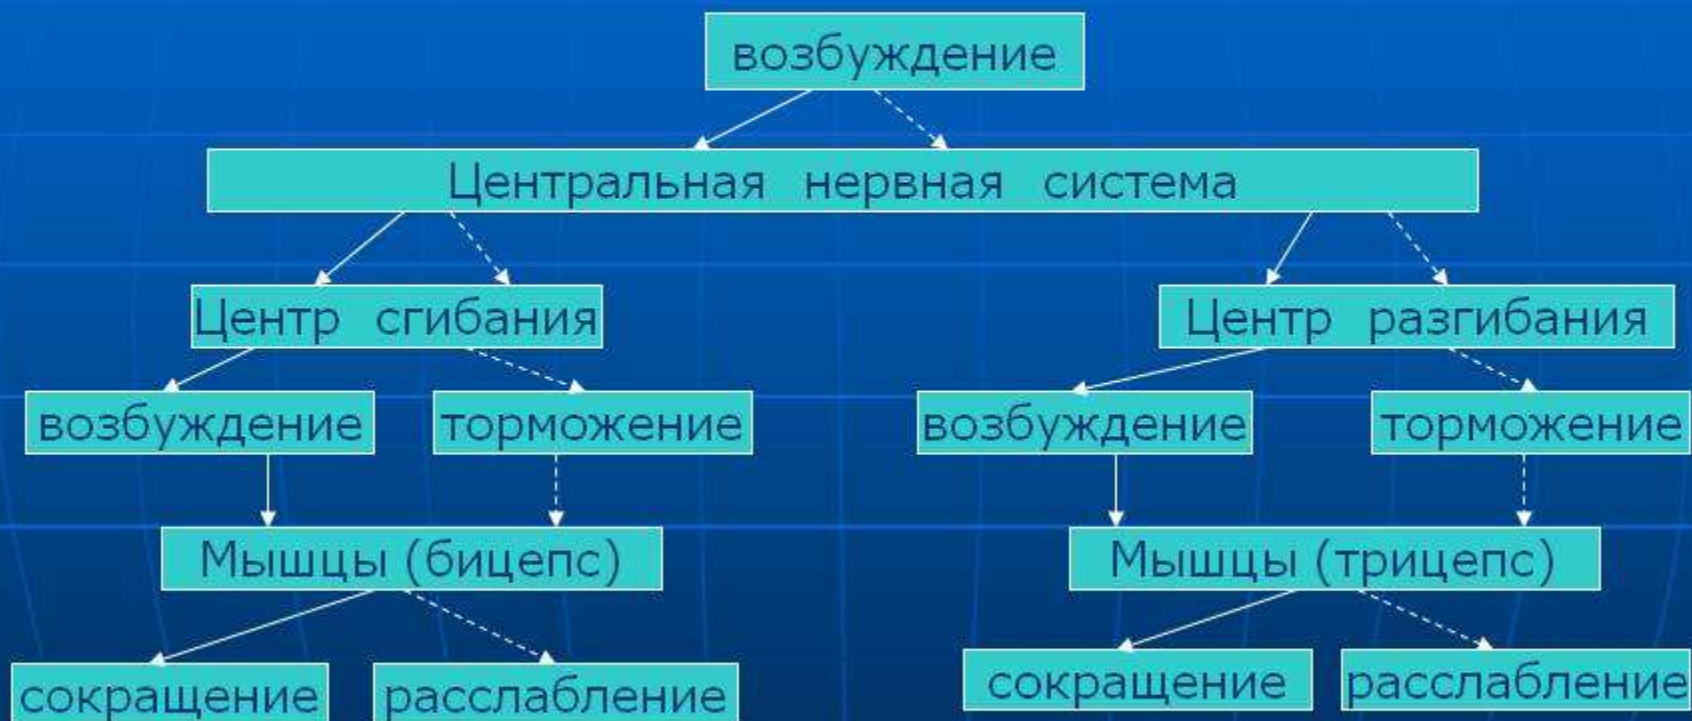 возбуждение
Центральная нервная система
Центр сгибания
Центр разгибания
возбуждение
торможение
возбуждение
торможение
Мышцы (бицепс)
Мышцы (трицепс)
сокращение
расслабление
сокращение
расслабление